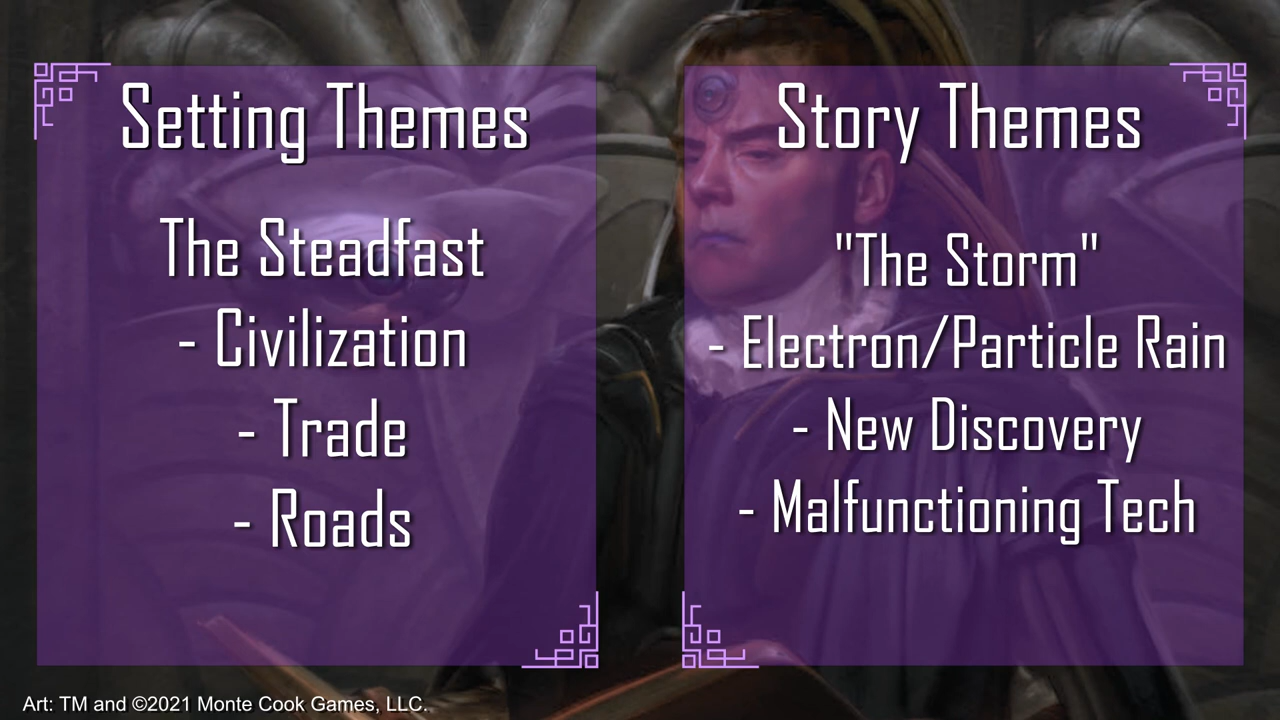 Setting Themes
The Steadfast
- Civilization
- Trade
- Roads
Story Themes
"The Storm"
- Electron/Particle Rain
- New Discovery
- Malfunctioning Tech
Art: TM and ©2021 Monte Cook Games, LLC.